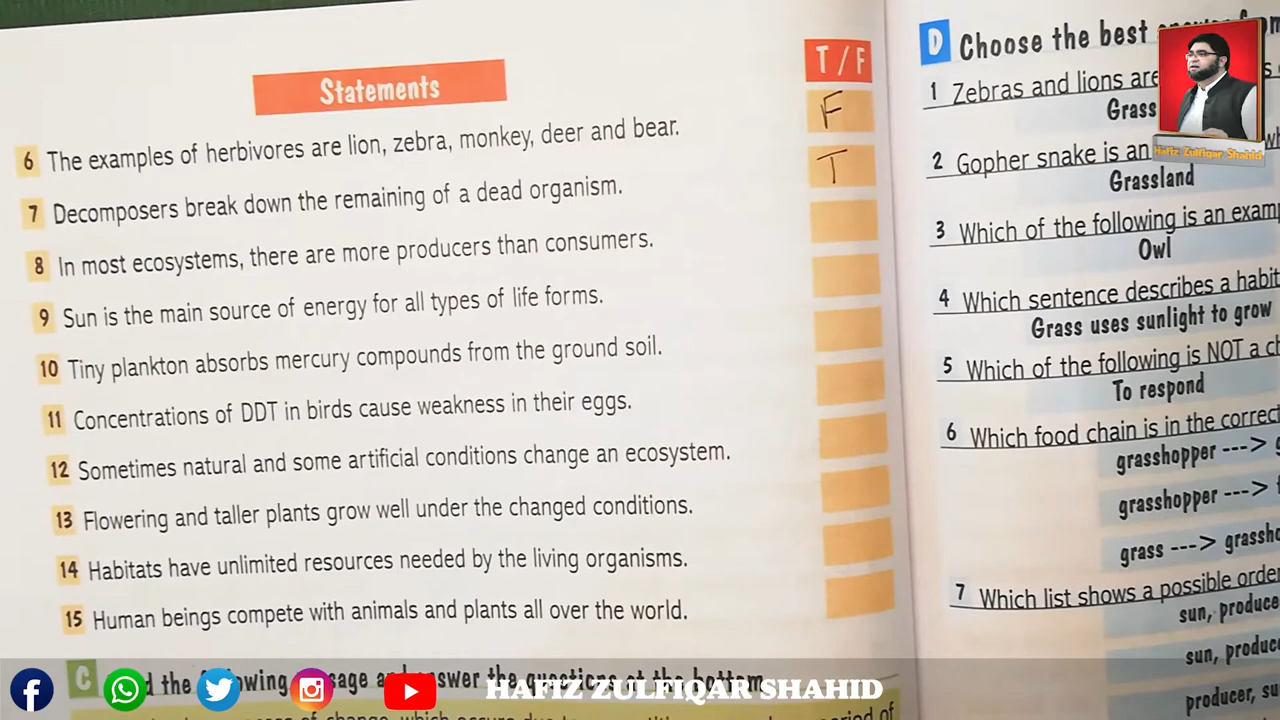 Statements
T / F
6 The examples of herbivores are lion, zebra, monkey, deer and bear.
F
7 Decomposers break down the remaining of a dead organism.
T
8 In most ecosystems, there are more producers than consumers.
9 Sun is the main source of energy for all types of life forms.
10 Tiny plankton absorbs mercury compounds from the ground soil.
11 Concentrations of DDT in birds cause weakness in their eggs.
12 Sometimes natural and some artificial conditions change an ecosystem.
13 Flowering and taller plants grow well under the changed conditions.
14 Habitats have unlimited resources needed by the living organisms.
15 Human beings compete with animals and plants all over the world.
C the
the questions at the bottom
D Choose the best
1 Zebras and lions are
Grass
2 Gopher snake is an
Grassland
3 Which of the following is an
Owl
4 Which sentence describes a
Grass uses sunlight to grow
5 Which of the following is NOT a
To respond
6 Which food chain is in the
grasshopper --->
grasshopper --->
grass --->
7 Which list shows a possible
sun,
sun,
producer,
Hafiz Zulfiqar Shahid
HAFIZ ZULFIQAR SHAHID